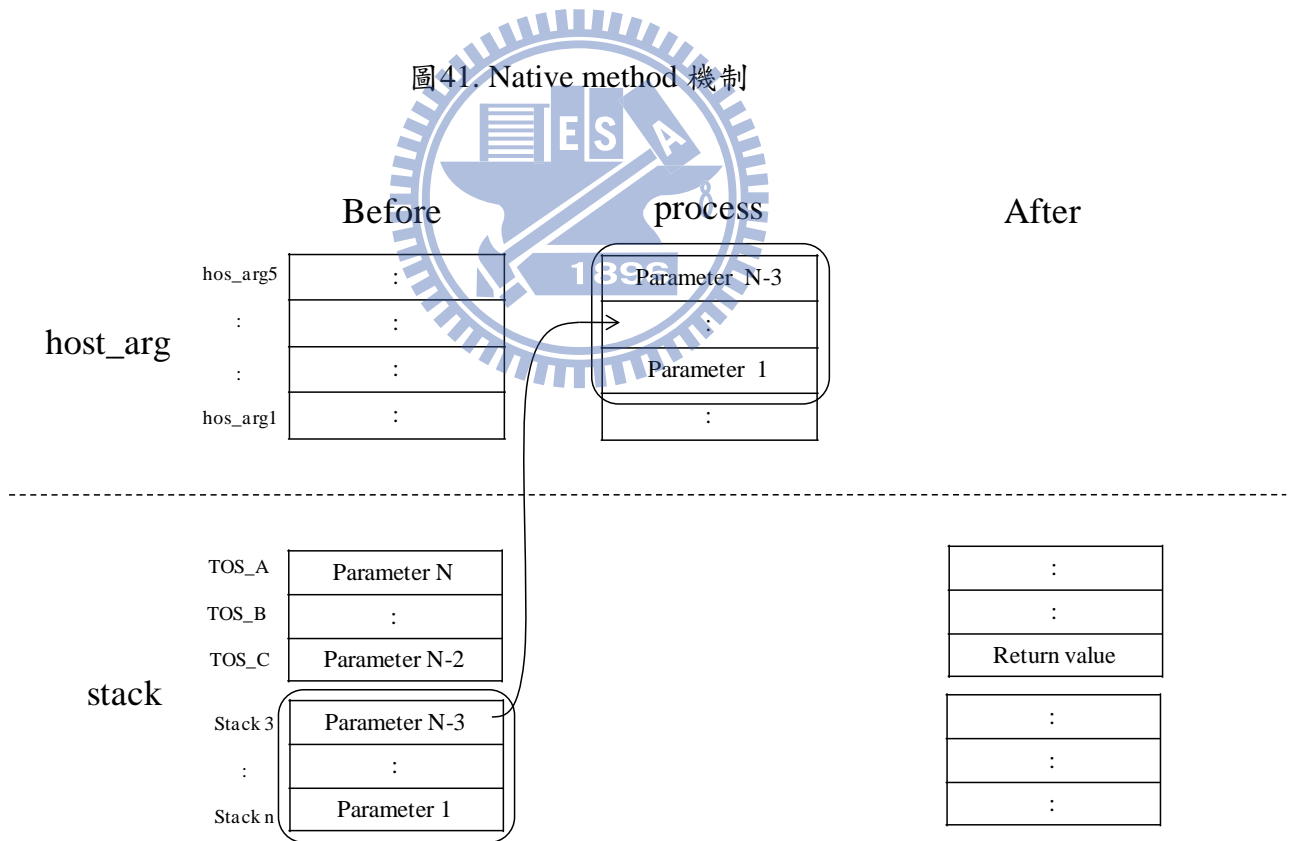 圖41. Native method 機制
E S A
Before process After
1896
host_arg
hos_arg5 : Parameter N-3
: : :
: : Parameter 1
hos_arg1 : :
stack
TOS_A Parameter N :
TOS_B : :
TOS_C Parameter N-2 Return value
Stack 3 Parameter N-3 :
: : :
Stack n Parameter 1 :